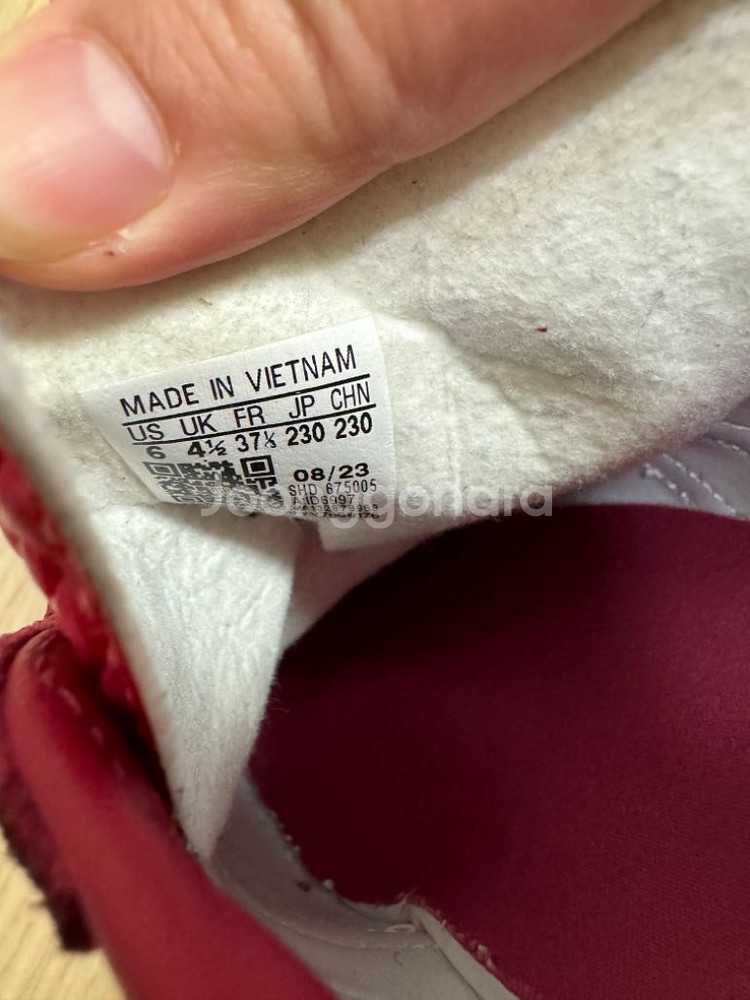 MADE IN VIETNAM
US UK FR JP CHN
6 4½ 37⅓ 230 230
08/23
SHD 675005
Joonggonara